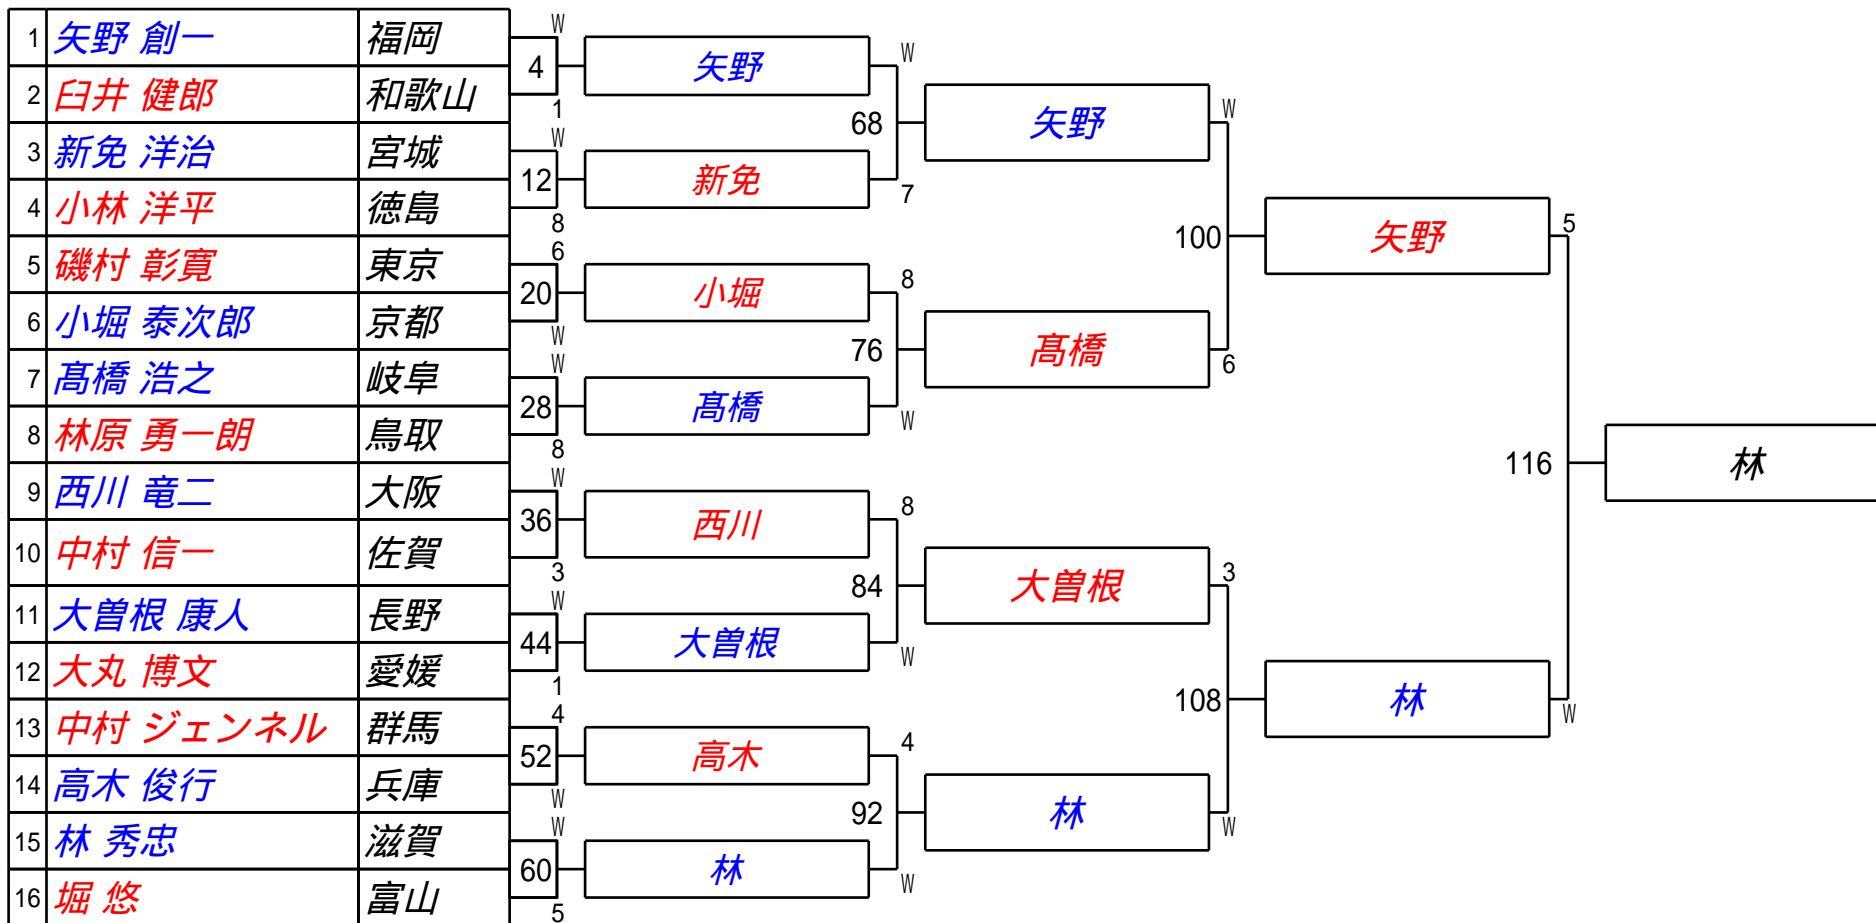 1 矢野 創一 福岡
2 臼井 健郎 和歌山
3 新免 洋治 宮城
4 小林 洋平 徳島
5 磯村 彰寛 東京
6 小堀 泰次郎 京都
7 髙橋 浩之 岐阜
8 林原 勇一朗 鳥取
9 西川 竜二 大阪
10 中村 信一 佐賀
11 大曽根 康人 長野
12 大丸 博文 愛媛
13 中村 ジェンネル 群馬
14 高木 俊行 兵庫
15 林 秀忠 滋賀
16 堀 悠 富山
W
4
1
W
12
8
6
20
W
W
28
8
W
36
3
W
44
1
4
52
W
W
60
5
矢野 W
68
新免 7
小堀 8
76
髙橋 W
西川 8
84
大曽根 W
高木 4
92
林 W
矢野 W
100
髙橋 6
大曽根 3
108
林 W
矢野 5
116
林 W
林